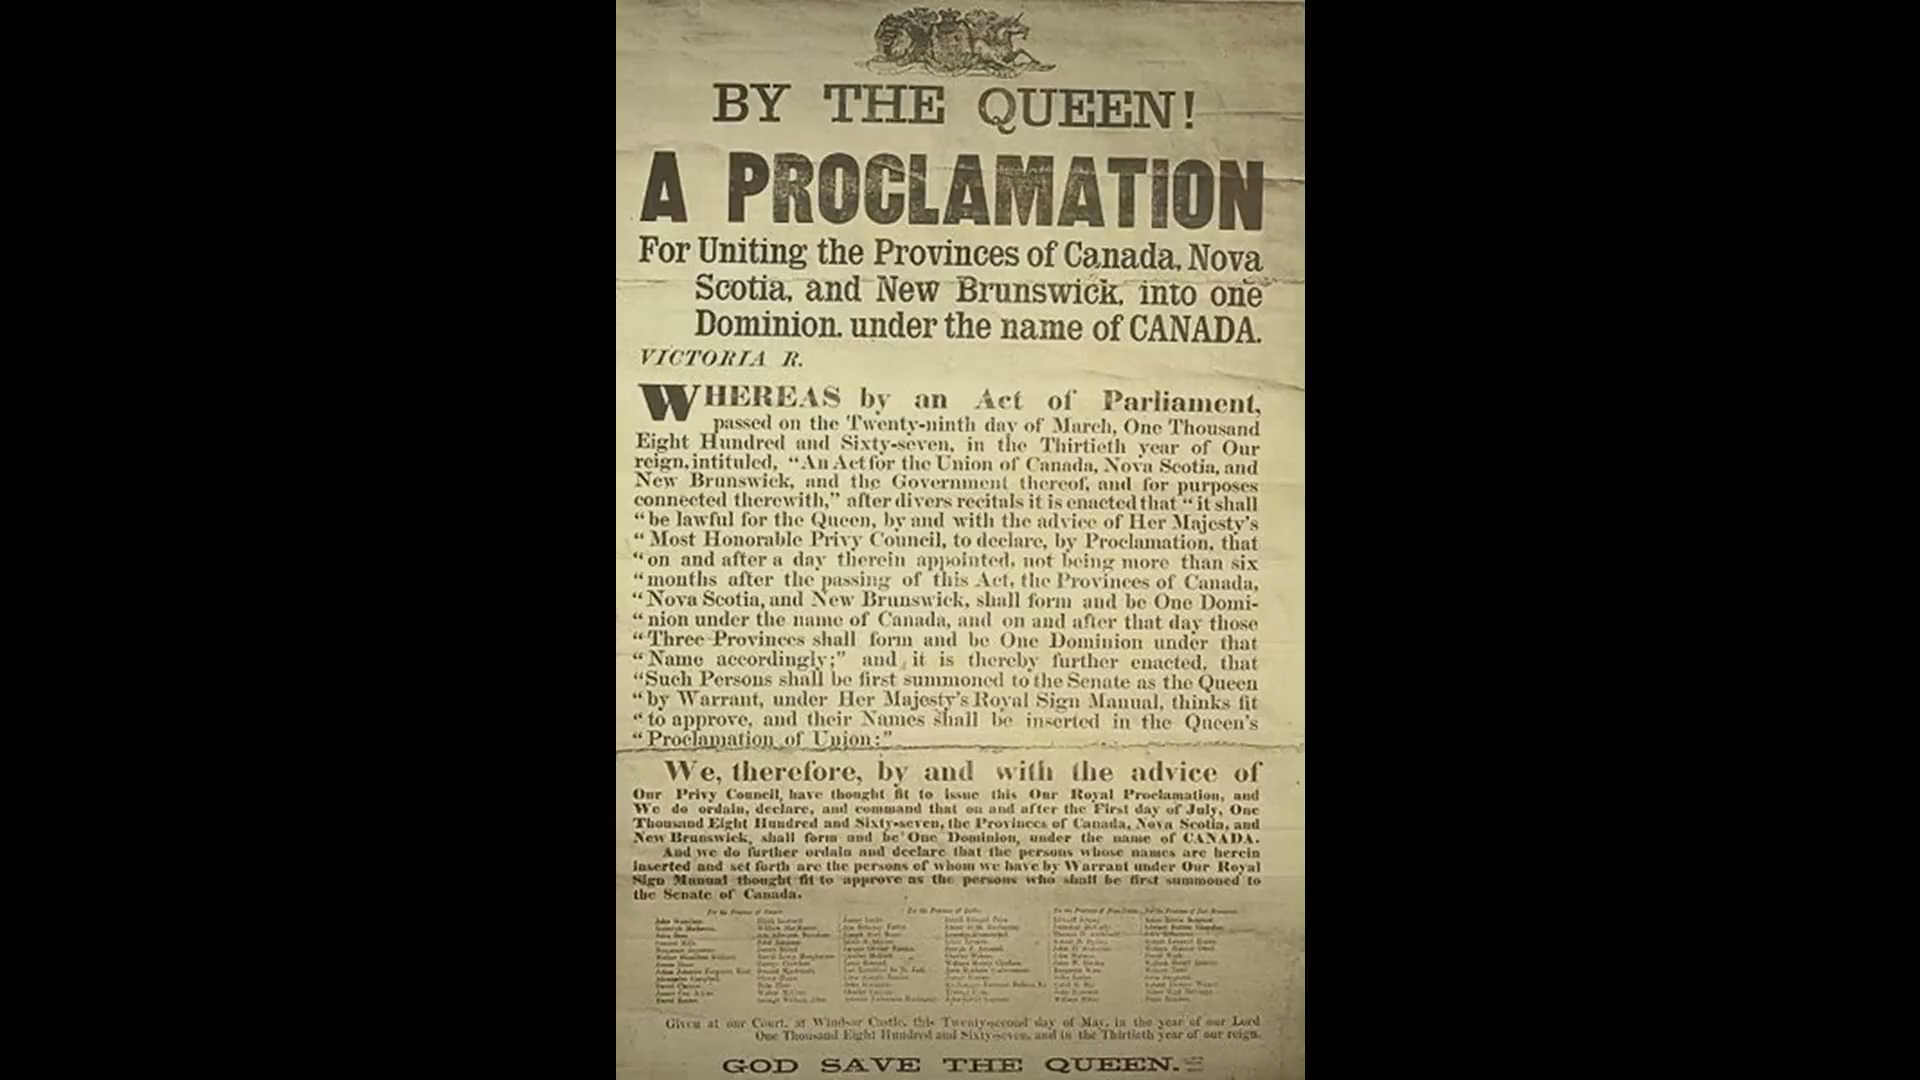 BY THE QUEEN!
A PROCLAMATION
For Uniting the Provinces of Canada, Nova
Scotia, and New Brunswick, into one
Dominion, under the name of CANADA.
VICTORIA R.
WHEREAS by an Act of Parliament,
passed on the Twenty-ninth day of March, One Thousand
Eight Hundred and Sixty-seven, in the Thirtieth year of Our
reign, intituled, "An Act for the Union of Canada, Nova Scotia, and
New Brunswick, and the Government thereof, and for purposes
connected therewith," after divers recitals it is enacted that "it shall
"be lawful for the Queen, by and with the advice of Her Majesty's
"Most Honorable Privy Council, to declare, by Proclamation, that
"on and after a day therein appointed, not being more than six
"months after the passing of this Act, the Provinces of Canada,
"Nova Scotia, and New Brunswick, shall form and be One Domi-
"nion under the name of Canada, and on and after that day those
"Three Provinces shall form and be One Dominion under that
"Name accordingly;" and it is thereby further enacted, that
"Such Persons shall be first summoned to the Senate as the Queen
"by Warrant, under Her Majesty's Royal Sign Manual, thinks fit
"to approve, and their Names shall be inserted in the Queen's
"Proclamation of Union:"
We, therefore, by and with the advice of
Our Privy Council, have thought fit to issue this Our Royal Proclamation, and
We do ordain, declare, and command that on and after the First day of July, One
Thousand Eight Hundred and Sixty-seven, the Provinces of Canada, Nova Scotia, and
New Brunswick, shall form and be One Dominion, under the name of CANADA.
And we do further ordain and declare that the persons whose names are herein
inserted and set forth are the persons of whom we have by Warrant under Our Royal
Sign Manual thought fit to approve as the persons who shall be first summoned to
the Senate of Canada.
Given at our Court, at Windsor Castle, this Twenty-second day of May, in the year of our Lord
One Thousand Eight Hundred and Sixty-seven, and in the Thirtieth year of our reign.
GOD SAVE THE QUEEN.